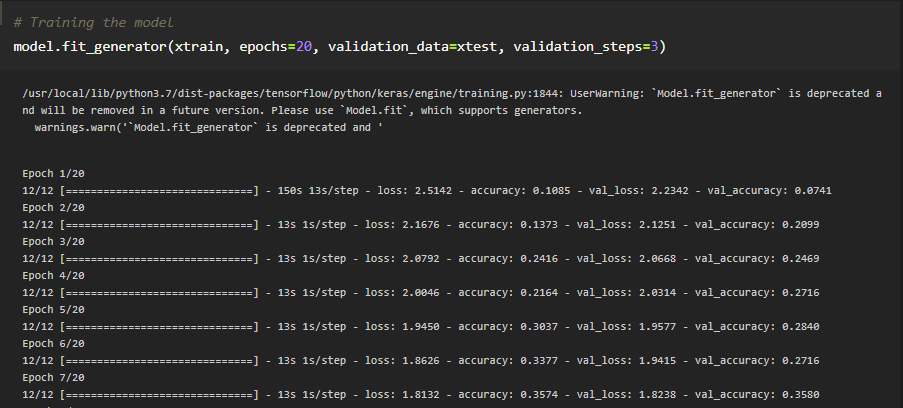 # Training the model
model.fit_generator(xtrain, epochs=20, validation_data=xtest, validation_steps=3)
/usr/local/lib/python3.7/dist-packages/tensorflow/python/keras/engine/training.py:1844: UserWarning: `Model.fit_generator` is deprecated a
nd will be removed in a future version. Please use `Model.fit`, which supports generators.
warnings.warn('`Model.fit_generator` is deprecated and '
Epoch 1/20
12/12 [==============================] - 150s 13s/step - loss: 2.5142 - accuracy: 0.1085 - val_loss: 2.2342 - val_accuracy: 0.0741
Epoch 2/20
12/12 [==============================] - 13s 1s/step - loss: 2.1676 - accuracy: 0.1373 - val_loss: 2.1251 - val_accuracy: 0.2099
Epoch 3/20
12/12 [==============================] - 13s 1s/step - loss: 2.0792 - accuracy: 0.2416 - val_loss: 2.0668 - val_accuracy: 0.2469
Epoch 4/20
12/12 [==============================] - 13s 1s/step - loss: 2.0046 - accuracy: 0.2164 - val_loss: 2.0314 - val_accuracy: 0.2716
Epoch 5/20
12/12 [==============================] - 13s 1s/step - loss: 1.9450 - accuracy: 0.3037 - val_loss: 1.9577 - val_accuracy: 0.2840
Epoch 6/20
12/12 [==============================] - 13s 1s/step - loss: 1.8626 - accuracy: 0.3377 - val_loss: 1.9415 - val_accuracy: 0.2716
Epoch 7/20
12/12 [==============================] - 13s 1s/step - loss: 1.8132 - accuracy: 0.3574 - val_loss: 1.8238 - val_accuracy: 0.3580